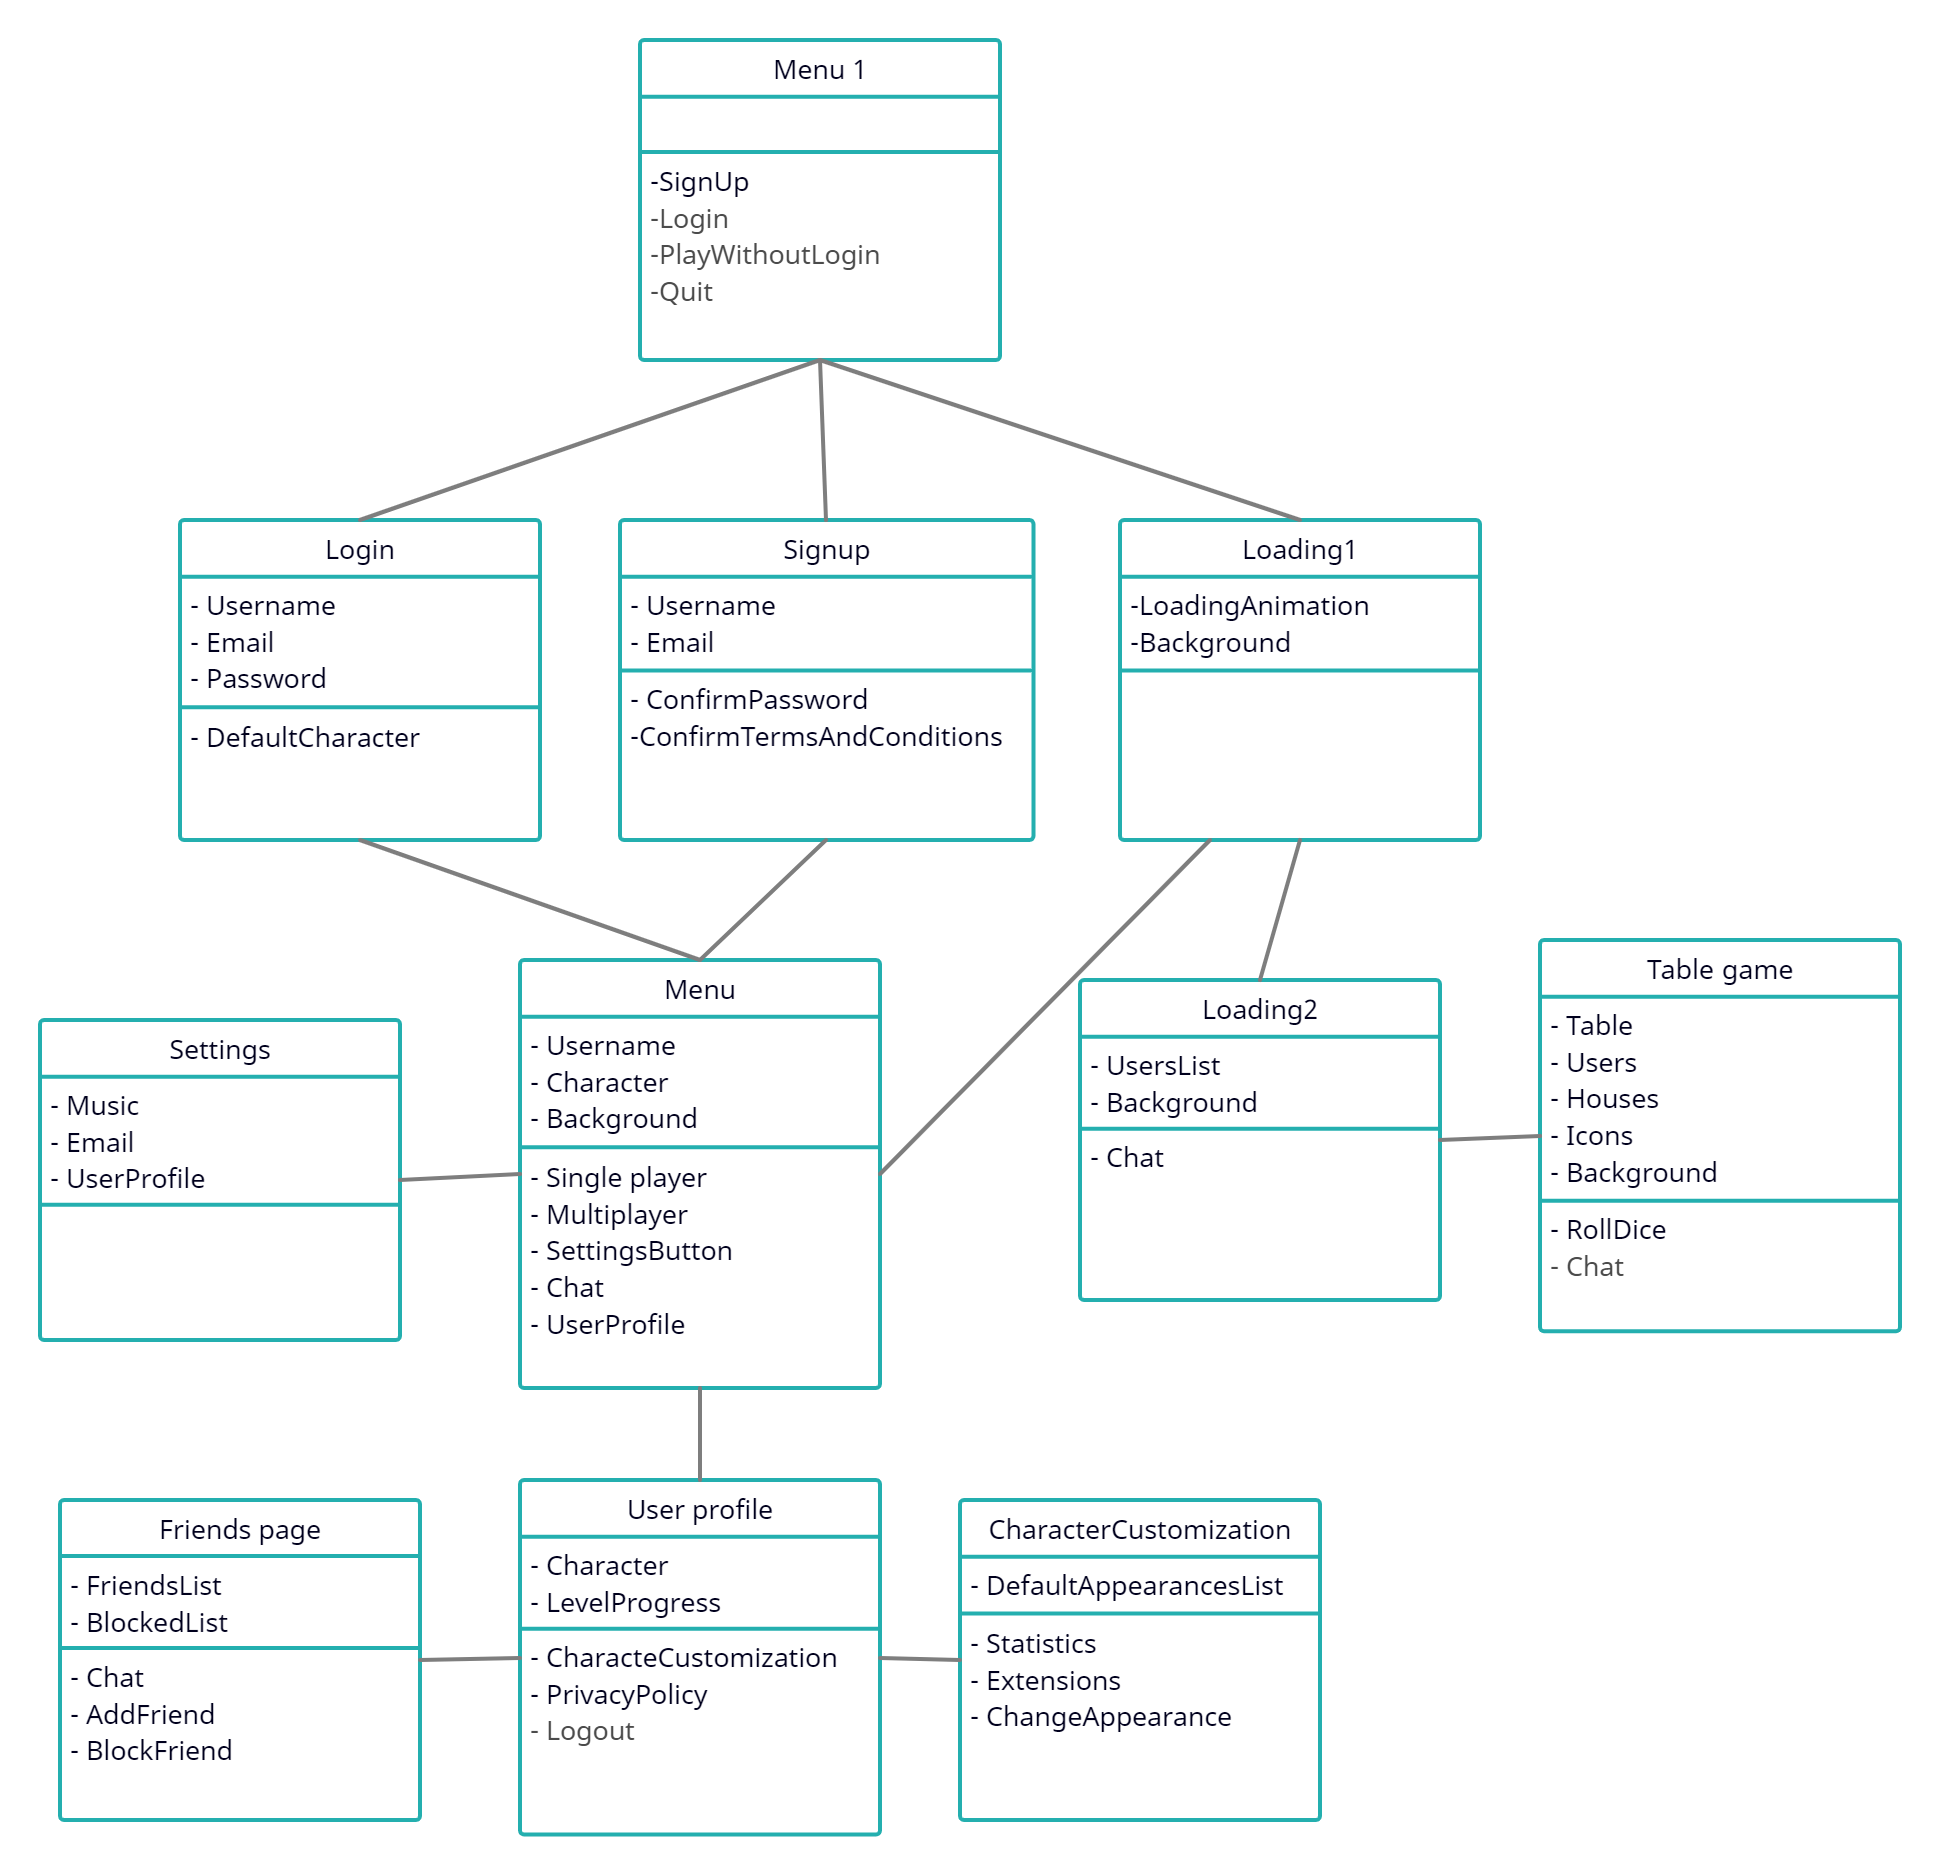 Menu 1
-SignUp
-Login
-PlayWithoutLogin
-Quit
Login
- Username
- Email
- Password
- DefaultCharacter
Signup
- Username
- Email
- ConfirmPassword
-ConfirmTermsAndConditions
Loading1
-LoadingAnimation
-Background
Settings
- Music
- Email
- UserProfile
Menu
- Username
- Character
- Background
- Single player
- Multiplayer
- SettingsButton
- Chat
- UserProfile
Loading2
- UsersList
- Background
- Chat
Table game
- Table
- Users
- Houses
- Icons
- Background
- RollDice
- Chat
Friends page
- FriendsList
- BlockedList
- Chat
- AddFriend
- BlockFriend
User profile
- Character
- LevelProgress
- CharacteCustomization
- PrivacyPolicy
- Logout
CharacterCustomization
- DefaultAppearancesList
- Statistics
- Extensions
- ChangeAppearance